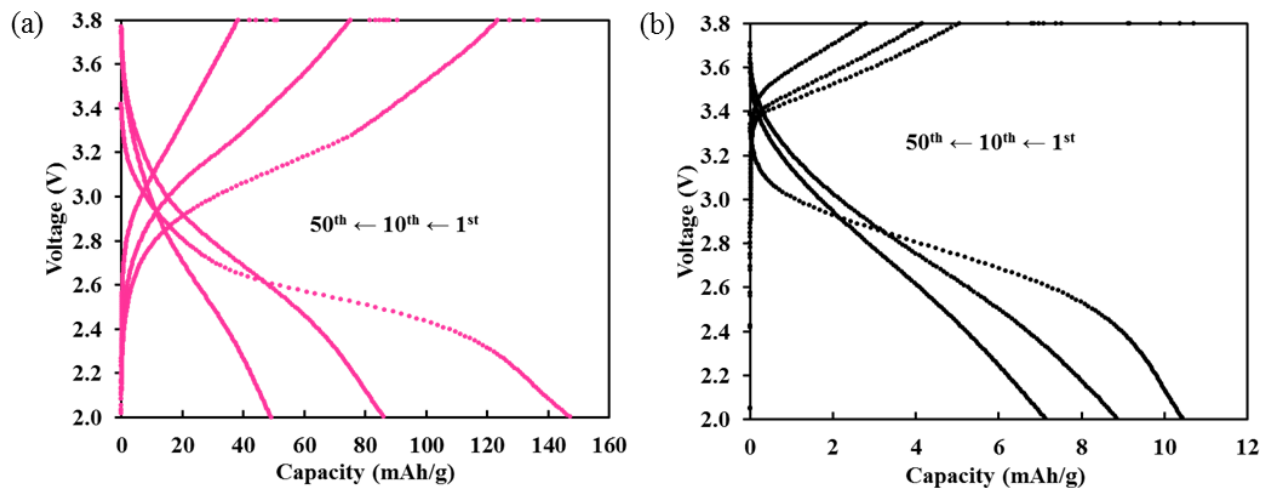 (a)
3.8
3.6
3.4
3.2
3.0
2.8
2.6
2.4
2.2
2.0
Voltage (V)
50th ← 10th ← 1st
0 20 40 60 80 100 120 140 160
Capacity (mAh/g)
(b)
3.8
3.6
3.4
3.2
3.0
2.8
2.6
2.4
2.2
2.0
Voltage (V)
50th ← 10th ← 1st
0 2 4 6 8 10 12
Capacity (mAh/g)